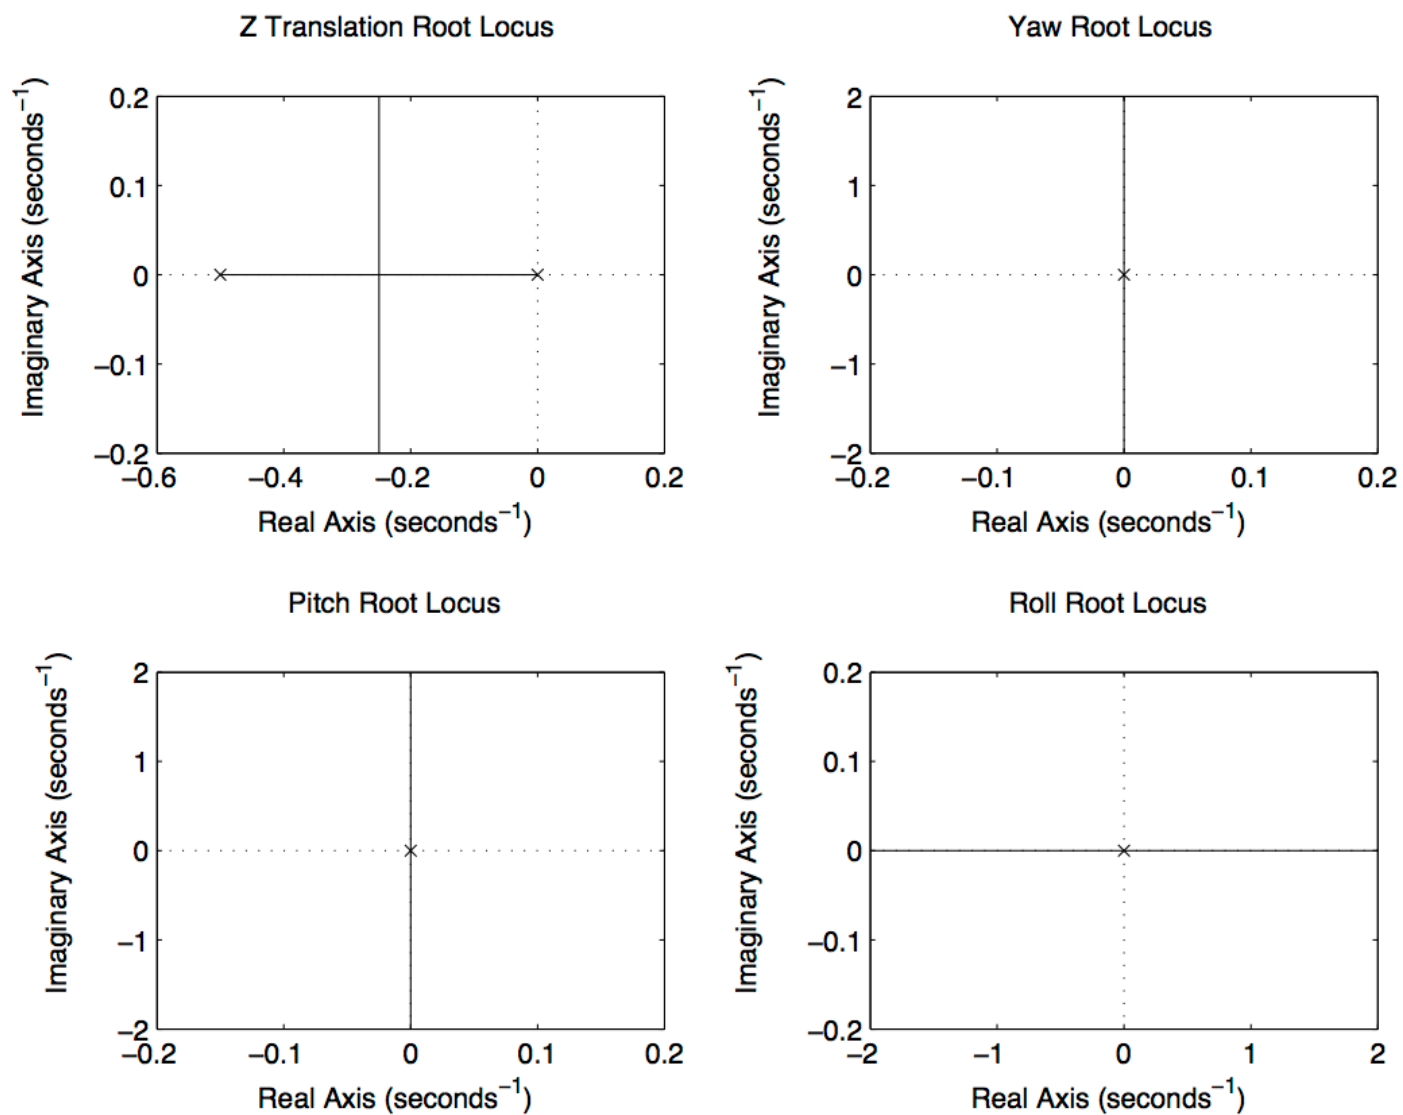 Z Translation Root Locus
Imaginary Axis (seconds⁻¹)
0.2
0.1
0
−0.1
−0.2
−0.6 −0.4 −0.2 0 0.2
Real Axis (seconds⁻¹)
Yaw Root Locus
Imaginary Axis (seconds⁻¹)
2
1
0
−1
−2
−0.2 −0.1 0 0.1 0.2
Real Axis (seconds⁻¹)
Pitch Root Locus
Imaginary Axis (seconds⁻¹)
2
1
0
−1
−2
−0.2 −0.1 0 0.1 0.2
Real Axis (seconds⁻¹)
Roll Root Locus
Imaginary Axis (seconds⁻¹)
0.2
0.1
0
−0.1
−0.2
−2 −1 0 1 2
Real Axis (seconds⁻¹)